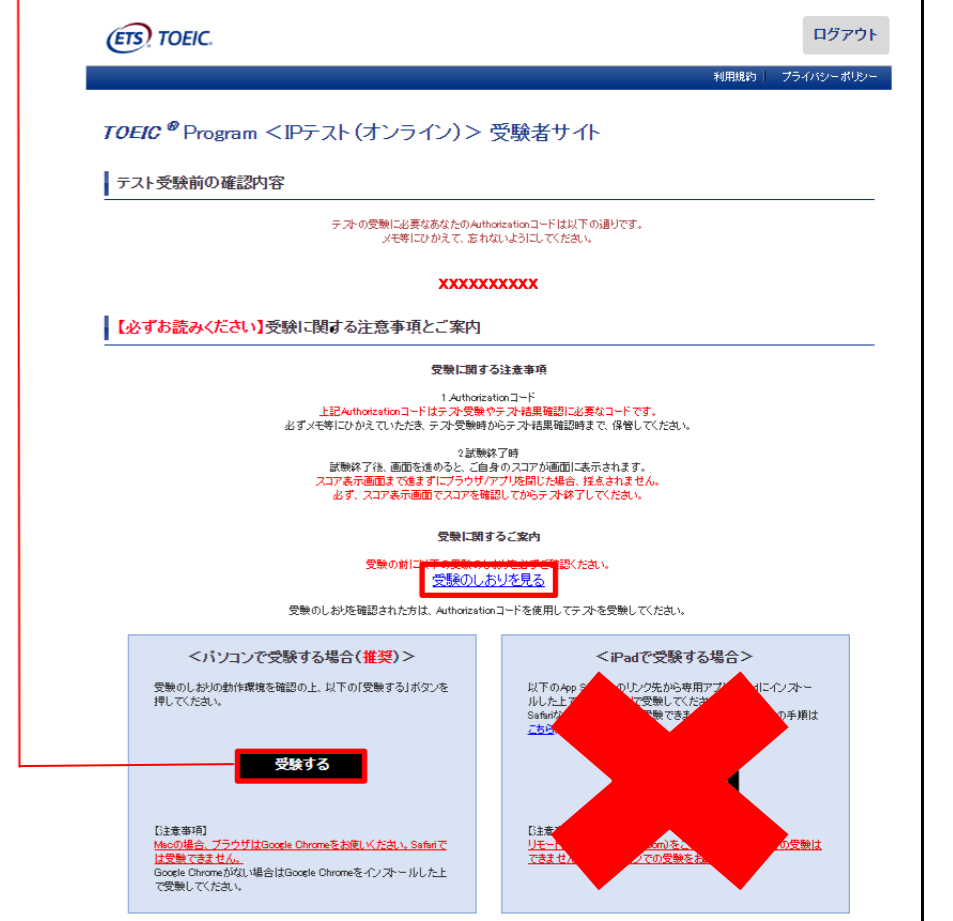 ETS TOEIC.
ログアウト
利用規約 プライバシーポリシー
TOEIC ® Program ＜IPテスト（オンライン）＞ 受験者サイト
テスト受験前の確認内容
テストの受験に必要なあなたのAuthorizationコードは以下の通りです。
メモ等にひかえて、忘れないようにしてください。
xxxxxxxxxx
【必ずお読みください】受験に関する注意事項とご案内
受験に関する注意事項
1.Authorizationコード
上記Authorizationコードはテスト受験やテスト結果確認に必要なコードです。
必ずメモ等にひかえていただき、テスト受験時からテスト結果確認時まで、保管してください。
2.試験終了時
試験終了後、画面を進めると、ご自身のスコアが画面に表示されます。
スコア表示画面まで進まずにブラウザ/アプリを閉じた場合、採点されません。
必ず、スコア表示画面でスコアを確認してからテスト終了してください。
受験に関するご案内
受験の前に以下の受験のしおりを必ずご確認ください。
受験のしおりを見る
受験のしおりを確認された方は、Authorizationコードを使用してテストを受験してください。
＜パソコンで受験する場合（推奨）＞
受験のしおりの動作環境を確認の上、以下の「受験する」ボタンを
押してください。
受験する
【注意事項】
Macの場合、ブラウザはGoogle Chromeをお使いください。Safariで
は受験できません。
Google Chromeがない場合はGoogle Chromeをインストールした上
で受験してください。
＜iPadで受験する場合＞
以下のApp S のリンク先から専用アプ にインストー
ルした上 で受験してくだ
Safari 受験できま の手順は
こちら
【注意
リモート om)を の受験は
できませ での受験をお